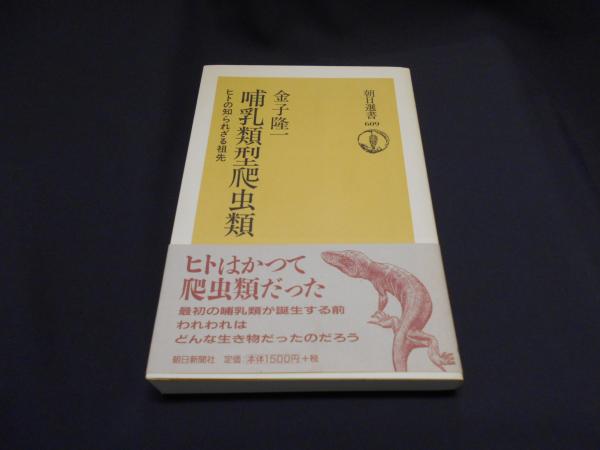 朝日選書
609
金子隆一
哺乳類型爬虫類
ヒトの知られざる祖先
ヒトはかつて
爬虫類だった
最初の哺乳類が誕生する前
われわれは
どんな生き物だったのだろう
朝日新聞社 定価 本体1500円+税